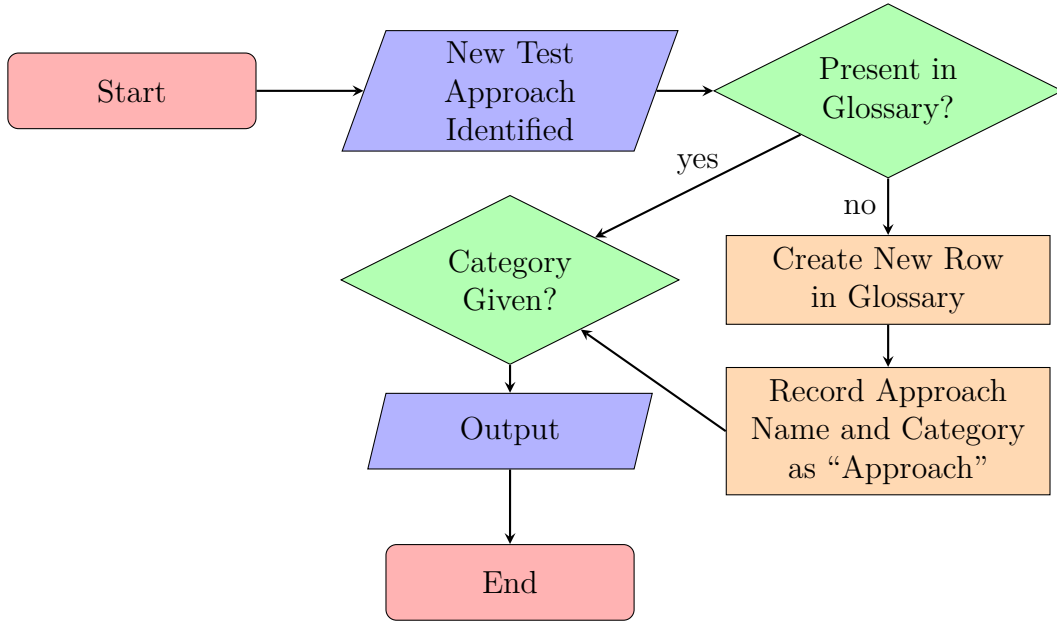 Start
New Test
Approach
Identified
Present in
Glossary?
yes
no
Category
Given?
Create New Row
in Glossary
Record Approach
Name and Category
as “Approach”
Output
End